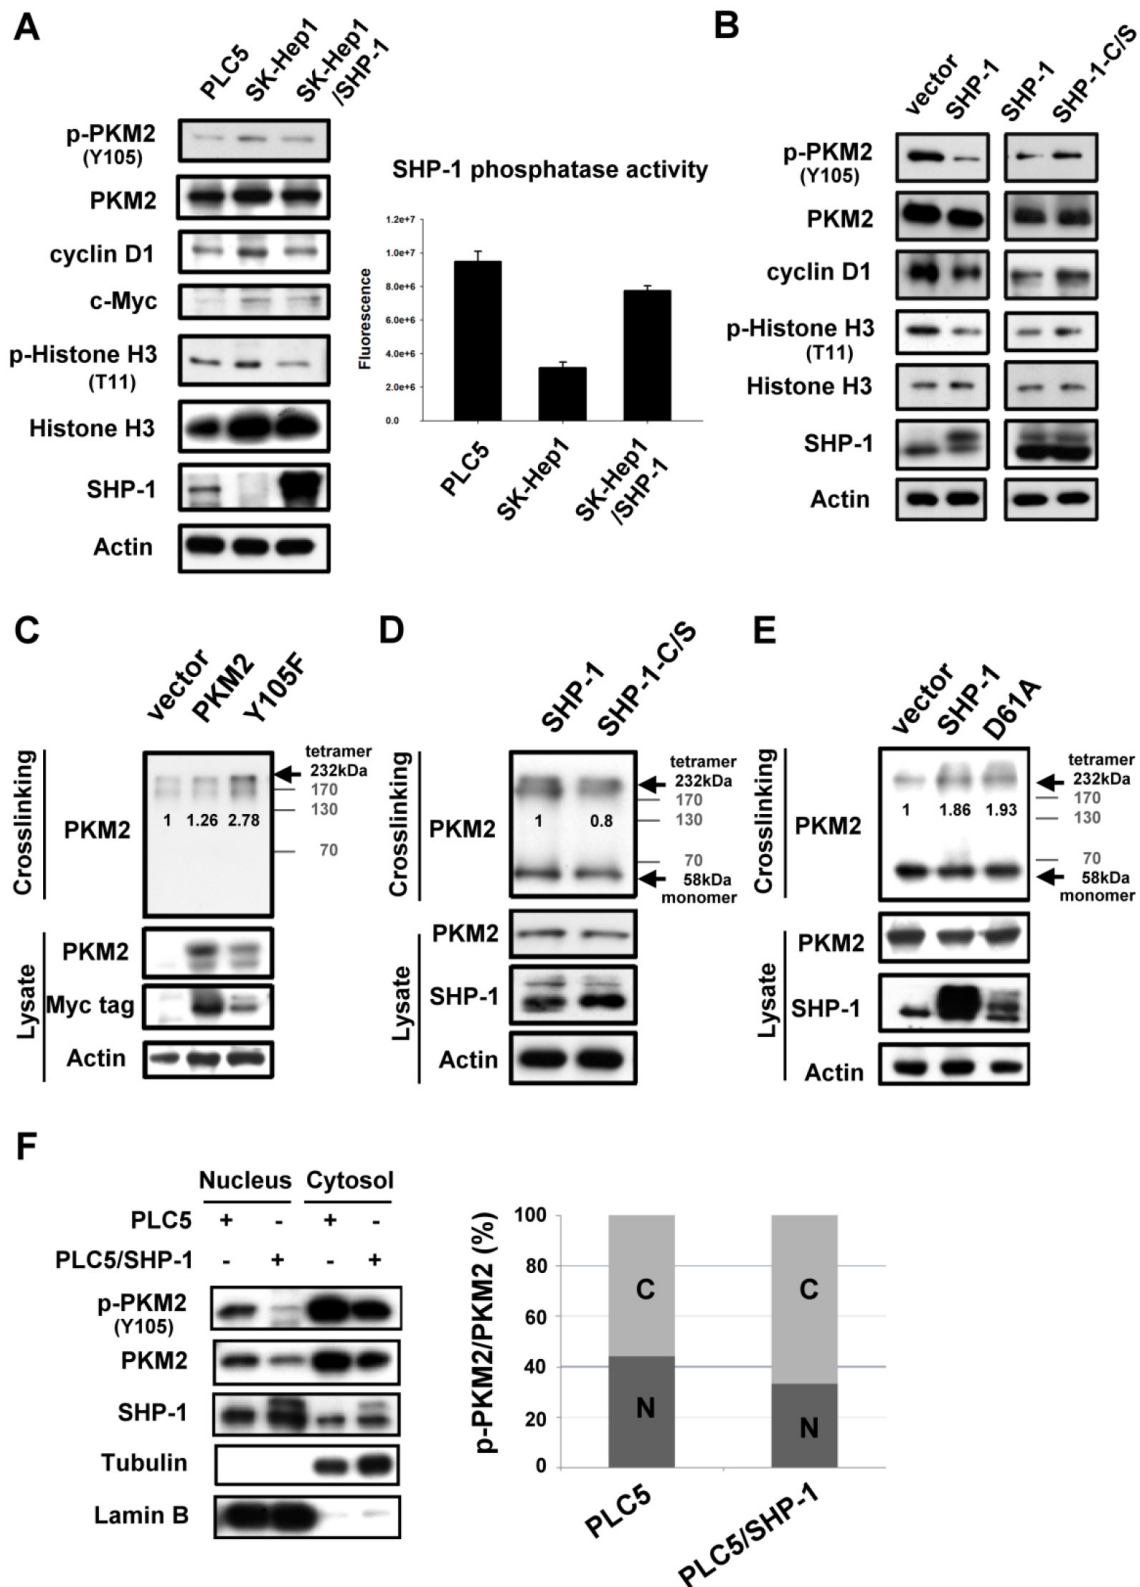 A
PLC5
SK-Hep1
SK-Hep1
/SHP-1
p-PKM2
(Y105)
PKM2
cyclin D1
c-Myc
p-Histone H3
(T11)
Histone H3
SHP-1
Actin
SHP-1 phosphatase activity
Fluorescence
1.2e+7
1.0e+7
8.0e+6
6.0e+6
4.0e+6
2.0e+6
0.0
PLC5
SK-Hep1
SK-Hep1
/SHP-1
B
vector
SHP-1
SHP-1
SHP-1-C/S
p-PKM2
(Y105)
PKM2
cyclin D1
p-Histone H3
(T11)
Histone H3
SHP-1
Actin
C
vector
PKM2
Y105F
Crosslinking
PKM2
1 1.26 2.78
tetramer
232kDa
170
130
70
Lysate
PKM2
Myc tag
Actin
D
SHP-1
SHP-1-C/S
Crosslinking
PKM2
1 0.8
tetramer
232kDa
170
130
70
58kDa
monomer
Lysate
PKM2
SHP-1
Actin
E
vector
SHP-1
D61A
Crosslinking
PKM2
1 1.86 1.93
tetramer
232kDa
170
130
70
58kDa
monomer
Lysate
PKM2
SHP-1
Actin
F
Nucleus Cytosol
PLC5 + - + -
PLC5/SHP-1 - + - +
p-PKM2
(Y105)
PKM2
SHP-1
Tubulin
Lamin B
p-PKM2/PKM2 (%)
100
80
60
40
20
0
C
N
C
N
PLC5
PLC5/SHP-1